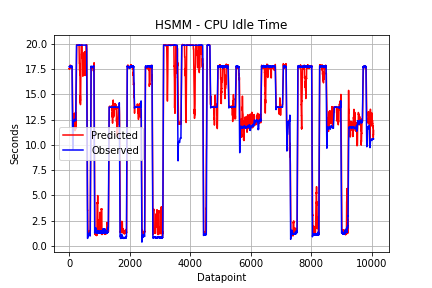 HSMM - CPU Idle Time
20.0
17.5
15.0
12.5
10.0
7.5
5.0
2.5
0.0
Seconds
Predicted
Observed
0 2000 4000 6000 8000 10000
Datapoint